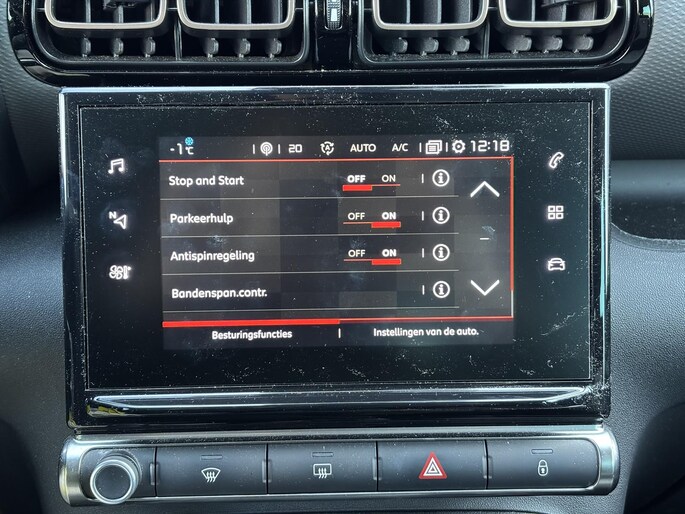 -1°C 20 AUTO A/C 12:18
Stop and Start OFF ON
N
Parkeerhulp OFF ON
Antispinregeling OFF ON
Bandenspan.contr.
Besturingsfuncties Instellingen van de auto.